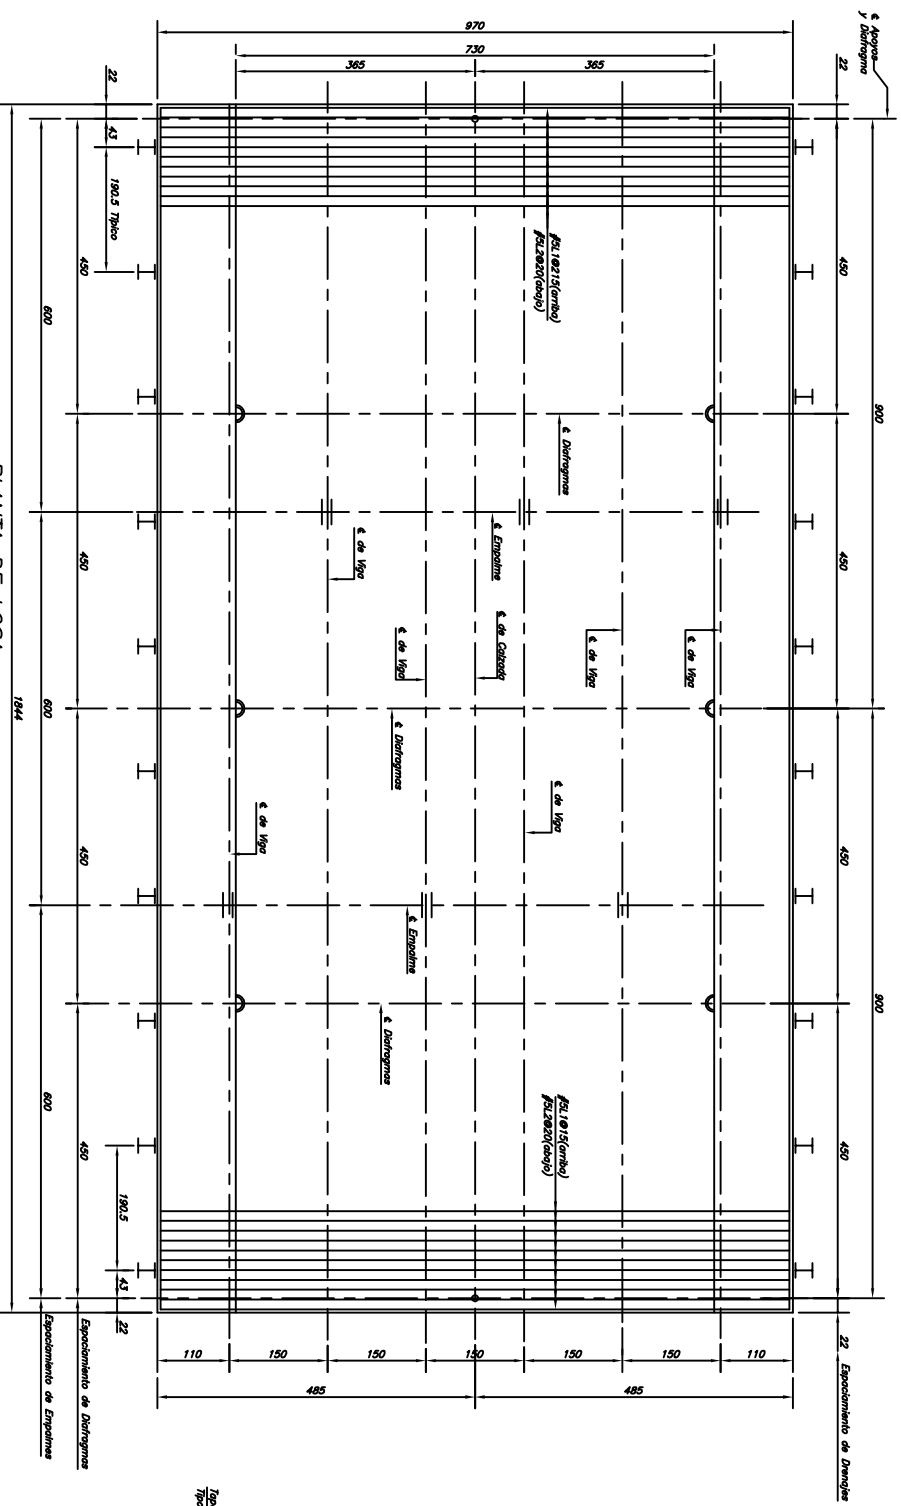 ℄ Apoyos
y Diafragma
22
900
900
22
450
450
450
450
22
Espaciamiento de Drenajes
970
730
365
365
#5L1@215(arriba)
#5L2@20(abajo)
#5L1@15(arriba)
#5L2@20(abajo)
℄ Diafragmas
℄ Empalme
℄ de Viga
℄ de Viga
℄ de Calzada
℄ de Viga
℄ de Viga
℄ Diafragmas
℄ de Viga
℄ de Viga
℄ Empalme
℄ Diafragmas
110
150
150
150
150
150
110
485
485
22
43
190.5 Típico
190.5
43
22
450
450
450
450
Espaciamiento de Diafragmas
600
600
600
Espaciamiento de Empalmes
1844